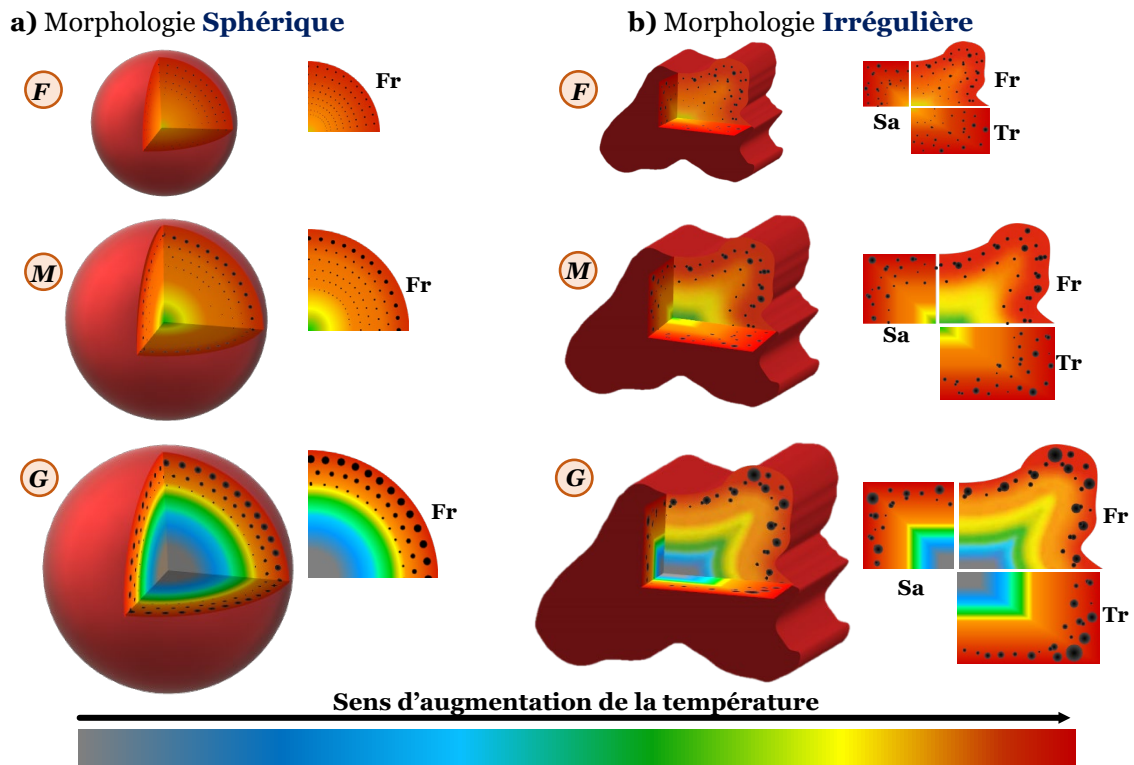 a) Morphologie Sphérique
F
Fr
M
Fr
G
Fr
b) Morphologie Irrégulière
F
Fr
Sa
Tr
M
Fr
Sa
Tr
G
Fr
Sa
Tr
Sens d’augmentation de la température